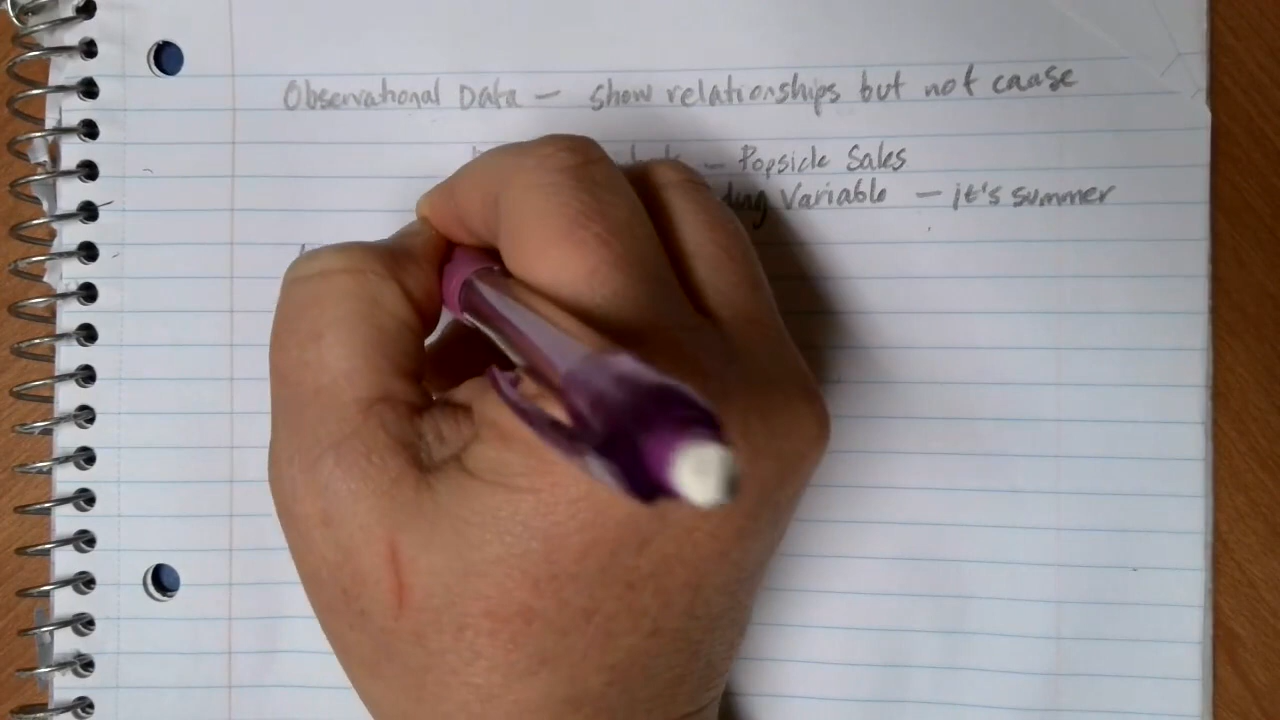 Observational Data — show relationships but not cause
— Popsicle Sales
Variable — it's summer